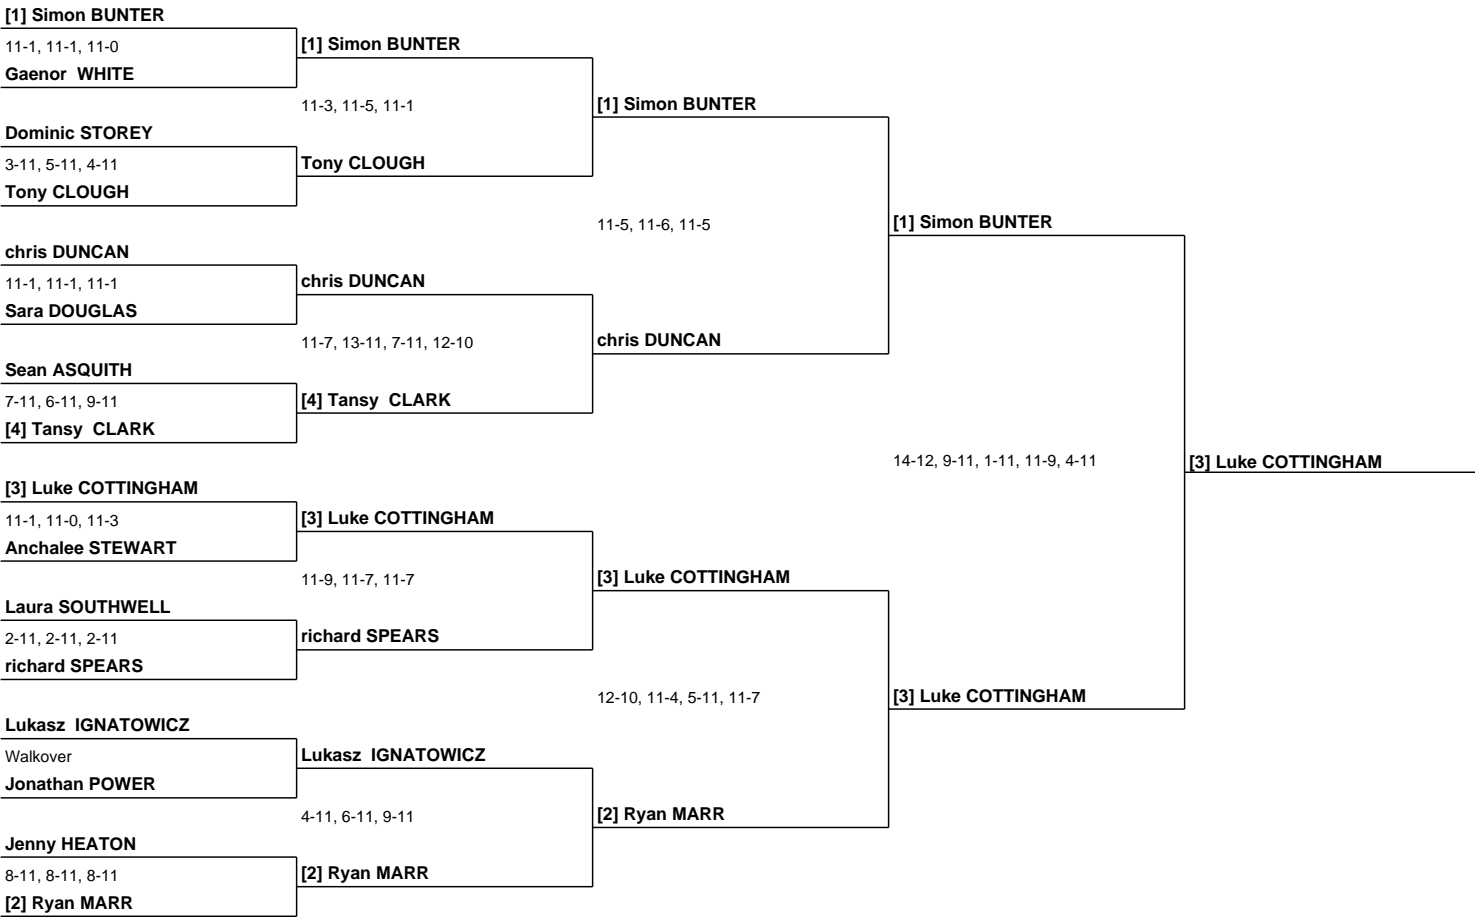 [1] Simon BUNTER
11-1, 11-1, 11-0
Gaenor  WHITE
Dominic STOREY
3-11, 5-11, 4-11
Tony CLOUGH
chris DUNCAN
11-1, 11-1, 11-1
Sara DOUGLAS
Sean ASQUITH
7-11, 6-11, 9-11
[4] Tansy  CLARK
[3] Luke COTTINGHAM
11-1, 11-0, 11-3
Anchalee STEWART
Laura SOUTHWELL
2-11, 2-11, 2-11
richard SPEARS
Lukasz  IGNATOWICZ
Walkover
Jonathan POWER
Jenny HEATON
8-11, 8-11, 8-11
[2] Ryan MARR
[1] Simon BUNTER
11-3, 11-5, 11-1
Tony CLOUGH
chris DUNCAN
11-7, 13-11, 7-11, 12-10
[4] Tansy  CLARK
[3] Luke COTTINGHAM
11-9, 11-7, 11-7
richard SPEARS
Lukasz  IGNATOWICZ
4-11, 6-11, 9-11
[2] Ryan MARR
[1] Simon BUNTER
11-5, 11-6, 11-5
chris DUNCAN
[3] Luke COTTINGHAM
12-10, 11-4, 5-11, 11-7
[2] Ryan MARR
[1] Simon BUNTER
14-12, 9-11, 1-11, 11-9, 4-11
[3] Luke COTTINGHAM
[3] Luke COTTINGHAM